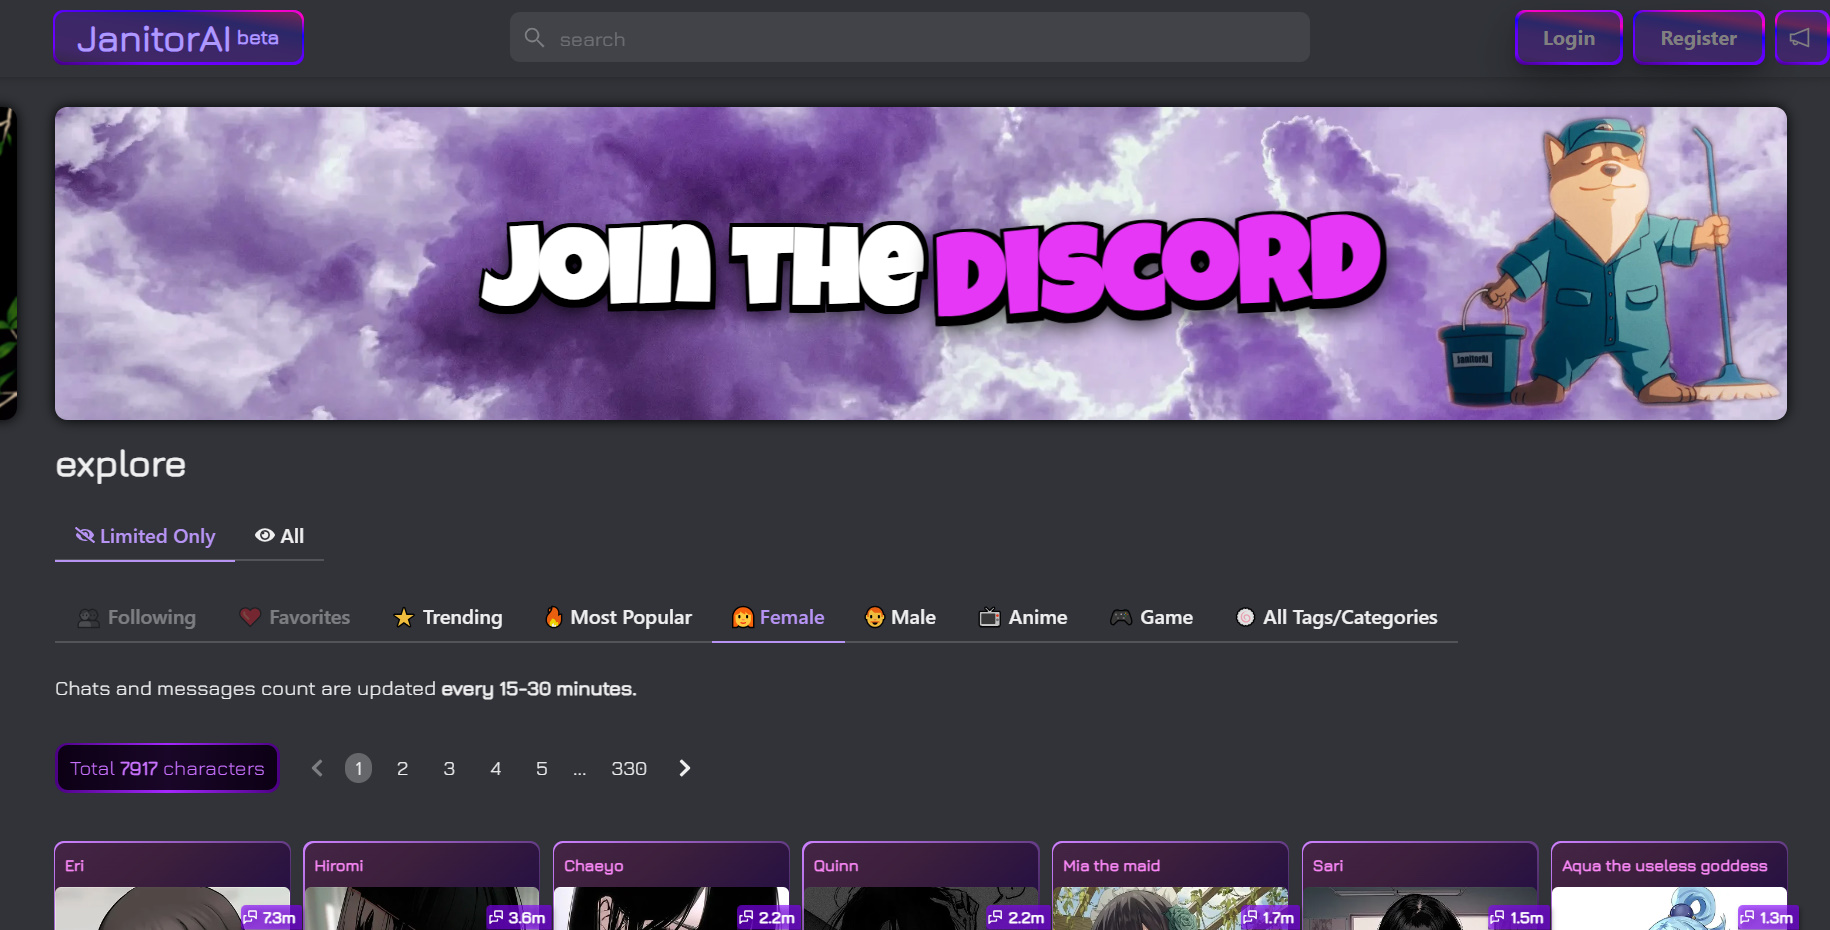 JanitorAI beta
search
Login
Register
JOIN THE DISCORD
JanitorAI
explore
Limited Only
All
Following
Favorites
Trending
Most Popular
Female
Male
Anime
Game
All Tags/Categories
Chats and messages count are updated every 15-30 minutes.
Total 7917 characters
1 2 3 4 5 ... 330
Eri
Hiromi
Chaeyo
Quinn
Mia the maid
Sari
Aqua the useless goddess
7.3m
3.6m
2.2m
2.2m
1.7m
1.5m
1.3m